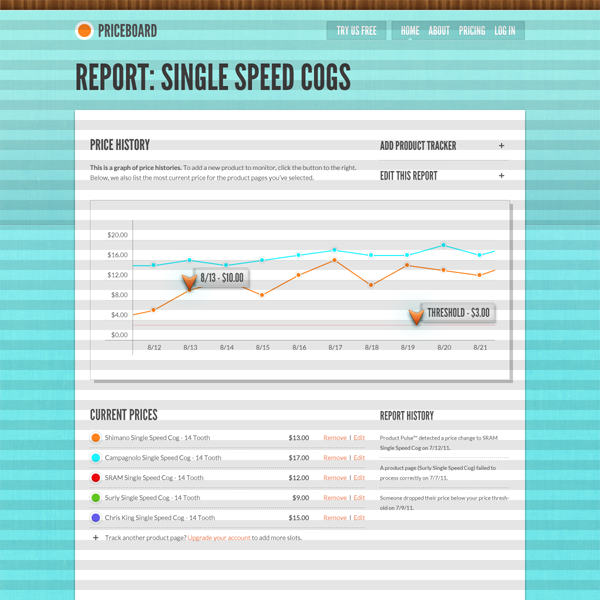 PRICEBOARD
TRY US FREE
HOME ABOUT PRICING LOG IN
REPORT: SINGLE SPEED COGS
PRICE HISTORY
This is a graph of price histories. To add a new product to monitor, click the button to the right.
Below, we also list the most current price for the product pages you've selected.
ADD PRODUCT TRACKER +
EDIT THIS REPORT +
$20.00
$16.00
$12.00
$8.00
$4.00
$0.00
8/13 - $10.00
THRESHOLD - $3.00
8/12 8/13 8/14 8/15 8/16 8/17 8/18 8/19 8/20 8/21
CURRENT PRICES
Shimano Single Speed Cog - 14 Tooth $13.00 Remove | Edit
Campagnolo Single Speed Cog - 14 Tooth $17.00 Remove | Edit
SRAM Single Speed Cog - 14 Tooth $12.00 Remove | Edit
Surly Single Speed Cog - 14 Tooth $9.00 Remove | Edit
Chris King Single Speed Cog - 14 Tooth $15.00 Remove | Edit
+ Track another product page? Upgrade your account to add more slots.
REPORT HISTORY
Product Pulse™ detected a price change to SRAM
Single Speed Cog on 7/12/11.
A product page (Surly Single Speed Cog) failed to
process correctly on 7/7/11.
Someone dropped their price below your price thresh-
old on 7/9/11.